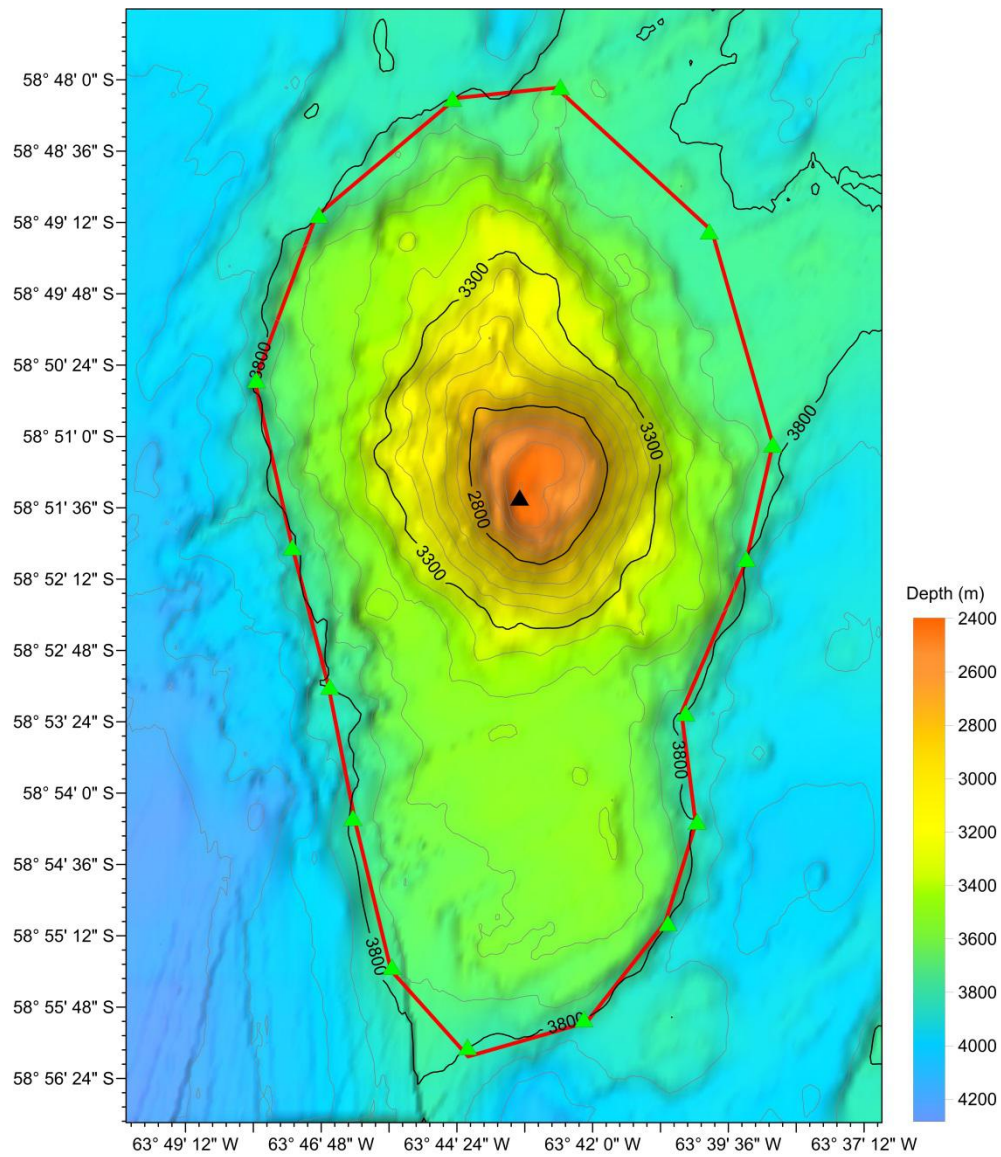 58° 48' 0" S
58° 48' 36" S
58° 49' 12" S
3300
58° 49' 48" S
3800
58° 50' 24" S
3800
58° 51' 0" S
3300
2800
58° 51' 36" S
3300
58° 52' 12" S
Depth (m)
2400
58° 52' 48" S
2600
58° 53' 24" S
2800
3800
3000
58° 54' 0" S
3200
58° 54' 36" S
3400
58° 55' 12" S
3600
3800
58° 55' 48" S
3800
3800
4000
58° 56' 24" S
4200
63° 49' 12" W 63° 46' 48" W 63° 44' 24" W 63° 42' 0" W 63° 39' 36" W 63° 37' 12" W